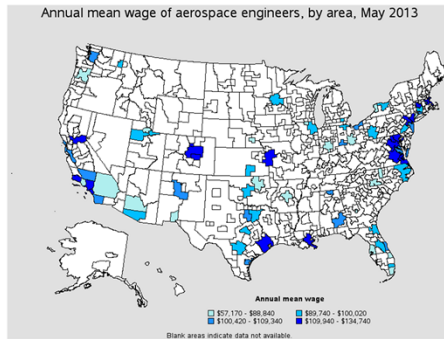 Annual mean wage of aerospace engineers, by area, May 2013
Annual mean wage
$57,170 - $88,840 $89,740 - $100,020
$100,420 - $109,340 $109,940 - $134,740
Blank areas indicate data not available.